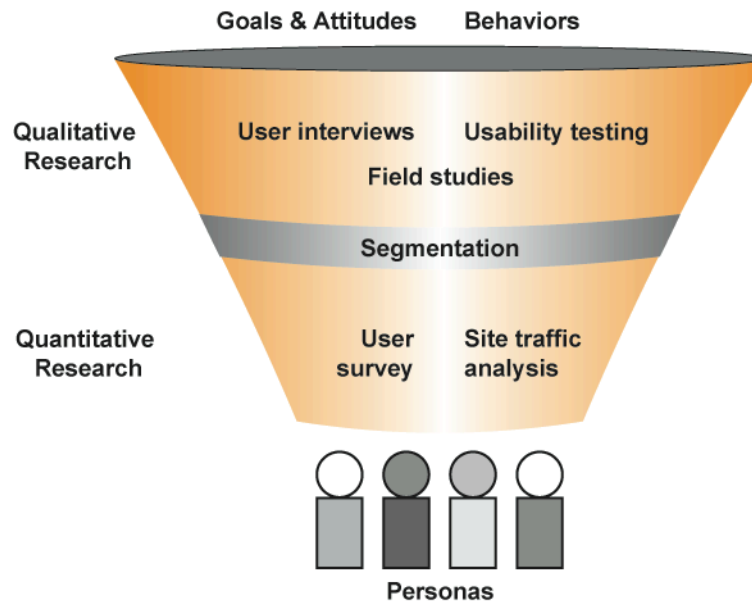 Goals & Attitudes
Behaviors
Qualitative
Research
User interviews
Usability testing
Field studies
Segmentation
Quantitative
Research
User
survey
Site traffic
analysis
Personas